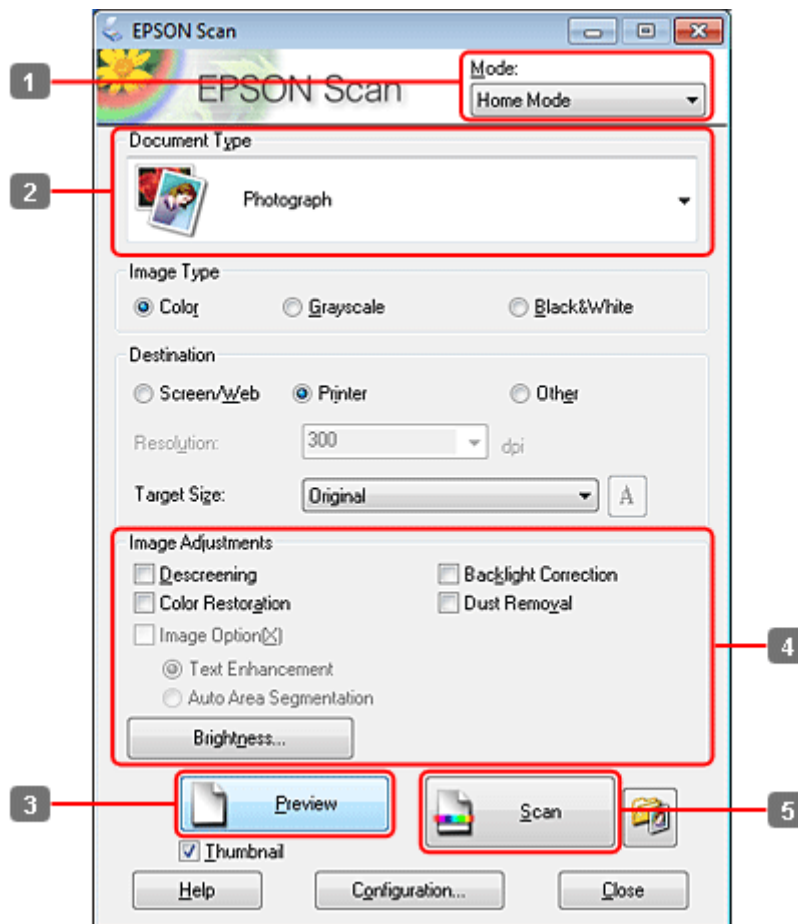 EPSON Scan
EPSON Scan
Mode:
Home Mode
1
Document Type
2
Photograph
Image Type
Color
Grayscale
Black&White
Destination
Screen/Web
Printer
Other
Resolution:
300
dpi
Target Size:
Original
A
Image Adjustments
Descreening
Backlight Correction
Color Restoration
Dust Removal
Image Option(X)
4
Text Enhancement
Auto Area Segmentation
Brightness...
3
Preview
Scan
5
Thumbnail
Help
Configuration...
Close